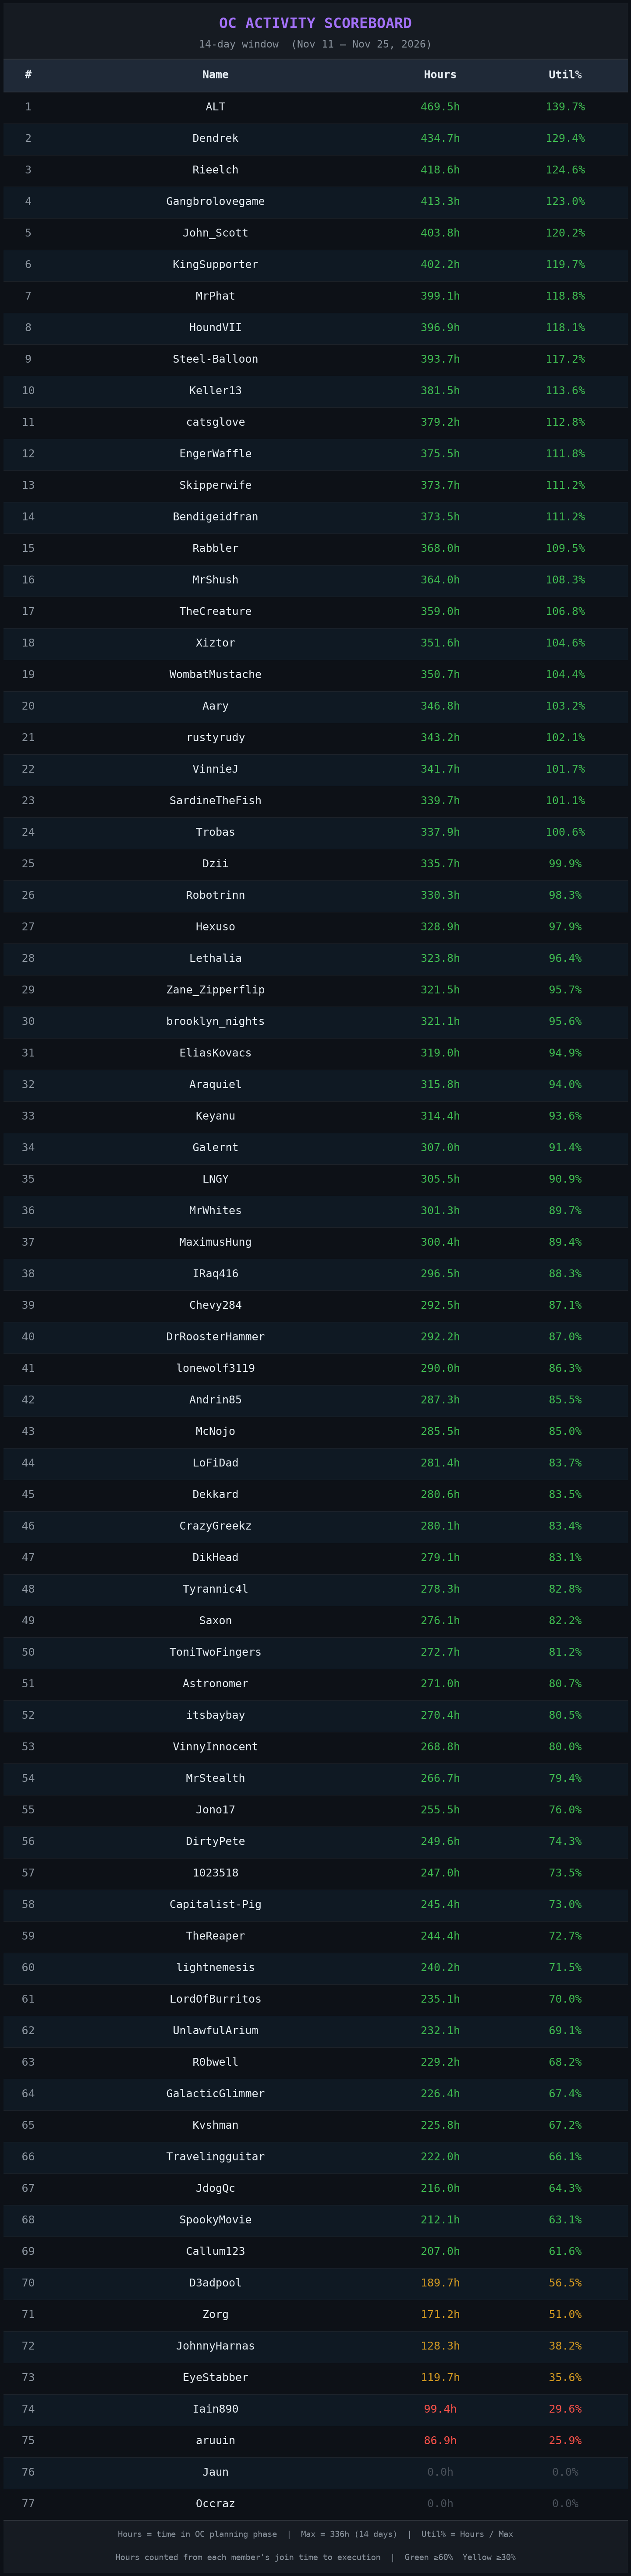 OC ACTIVITY SCOREBOARD
14-day window  (Nov 11 – Nov 25, 2026)
# Name Hours Util%
1 ALT 469.5h 139.7%
2 Dendrek 434.7h 129.4%
3 Rieelch 418.6h 124.6%
4 Gangbrolovegame 413.3h 123.0%
5 John_Scott 403.8h 120.2%
6 KingSupporter 402.2h 119.7%
7 MrPhat 399.1h 118.8%
8 HoundVII 396.9h 118.1%
9 Steel-Balloon 393.7h 117.2%
10 Keller13 381.5h 113.6%
11 catsglove 379.2h 112.8%
12 EngerWaffle 375.5h 111.8%
13 Skipperwife 373.7h 111.2%
14 Bendigeidfran 373.5h 111.2%
15 Rabbler 368.0h 109.5%
16 MrShush 364.0h 108.3%
17 TheCreature 359.0h 106.8%
18 Xiztor 351.6h 104.6%
19 WombatMustache 350.7h 104.4%
20 Aary 346.8h 103.2%
21 rustyrudy 343.2h 102.1%
22 VinnieJ 341.7h 101.7%
23 SardineTheFish 339.7h 101.1%
24 Trobas 337.9h 100.6%
25 Dzii 335.7h 99.9%
26 Robotrinn 330.3h 98.3%
27 Hexuso 328.9h 97.9%
28 Lethalia 323.8h 96.4%
29 Zane_Zipperflip 321.5h 95.7%
30 brooklyn_nights 321.1h 95.6%
31 EliasKovacs 319.0h 94.9%
32 Araquiel 315.8h 94.0%
33 Keyanu 314.4h 93.6%
34 Galernt 307.0h 91.4%
35 LNGY 305.5h 90.9%
36 MrWhites 301.3h 89.7%
37 MaximusHung 300.4h 89.4%
38 IRaq416 296.5h 88.3%
39 Chevy284 292.5h 87.1%
40 DrRoosterHammer 292.2h 87.0%
41 lonewolf3119 290.0h 86.3%
42 Andrin85 287.3h 85.5%
43 McNojo 285.5h 85.0%
44 LoFiDad 281.4h 83.7%
45 Dekkard 280.6h 83.5%
46 CrazyGreekz 280.1h 83.4%
47 DikHead 279.1h 83.1%
48 Tyrannic4l 278.3h 82.8%
49 Saxon 276.1h 82.2%
50 ToniTwoFingers 272.7h 81.2%
51 Astronomer 271.0h 80.7%
52 itsbaybay 270.4h 80.5%
53 VinnyInnocent 268.8h 80.0%
54 MrStealth 266.7h 79.4%
55 Jono17 255.5h 76.0%
56 DirtyPete 249.6h 74.3%
57 1023518 247.0h 73.5%
58 Capitalist-Pig 245.4h 73.0%
59 TheReaper 244.4h 72.7%
60 lightnemesis 240.2h 71.5%
61 LordOfBurritos 235.1h 70.0%
62 UnlawfulArium 232.1h 69.1%
63 R0bwell 229.2h 68.2%
64 GalacticGlimmer 226.4h 67.4%
65 Kvshman 225.8h 67.2%
66 Travelingguitar 222.0h 66.1%
67 JdogQc 216.0h 64.3%
68 SpookyMovie 212.1h 63.1%
69 Callum123 207.0h 61.6%
70 D3adpool 189.7h 56.5%
71 Zorg 171.2h 51.0%
72 JohnnyHarnas 128.3h 38.2%
73 EyeStabber 119.7h 35.6%
74 Iain890 99.4h 29.6%
75 aruuin 86.9h 25.9%
76 Jaun 0.0h 0.0%
77 Occraz 0.0h 0.0%
Hours = time in OC planning phase  |  Max = 336h (14 days)  |  Util% = Hours / Max
Hours counted from each member's join time to execution  |  Green ≥60%  Yellow ≥30%